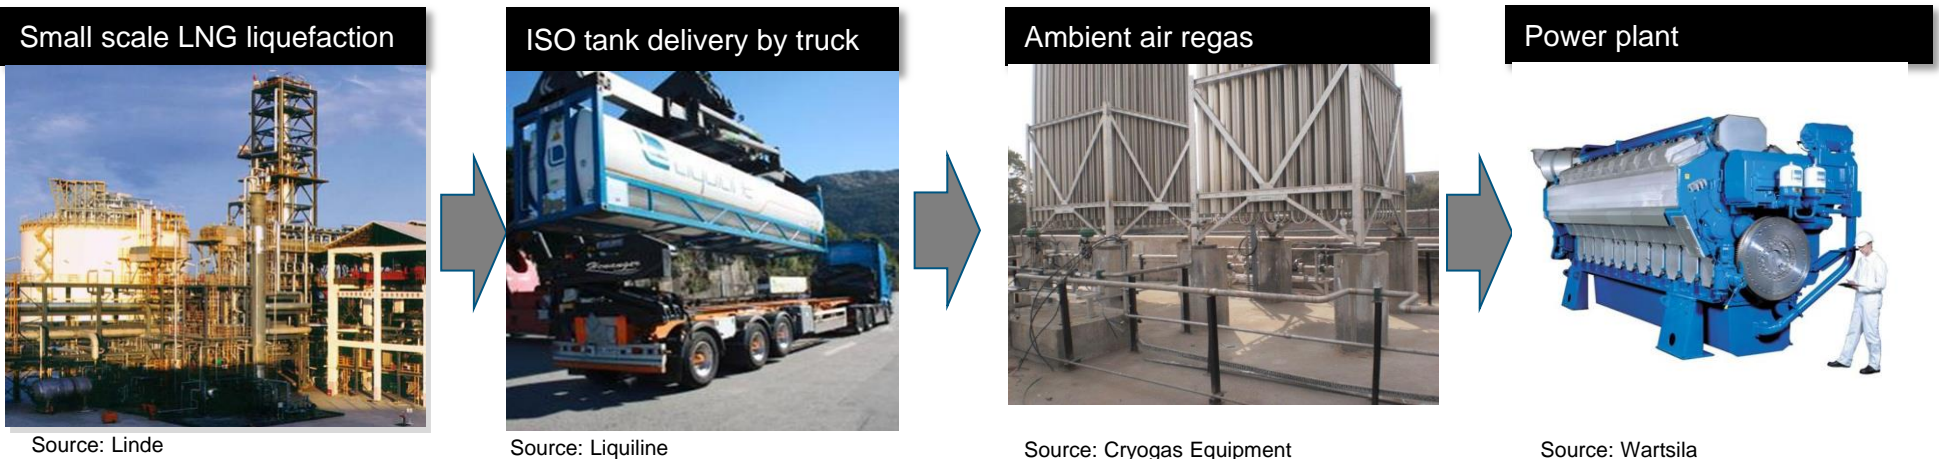 Small scale LNG liquefaction
ISO tank delivery by truck
Ambient air regas
Power plant
Source: Linde
Source: Liquiline
Source: Cryogas Equipment
Source: Wartsila